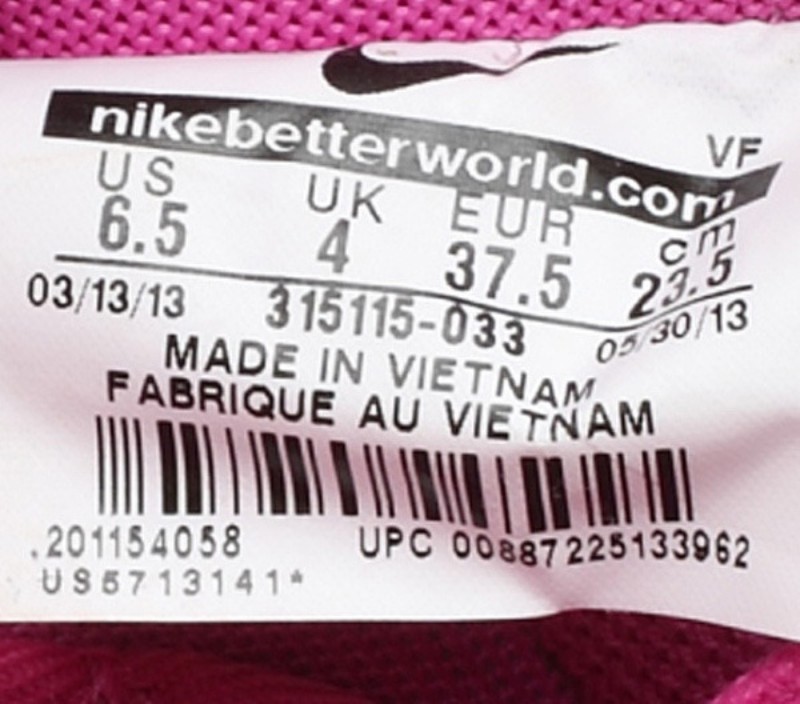 nikebetterworld.com
VF
US UK EUR cm
6.5 4 37.5 23.5
03/13/13 315115-033 05/30/13
MADE IN VIETNAM
FABRIQUE AU VIETNAM
.201154058 UPC 00887225133962
US5713141*